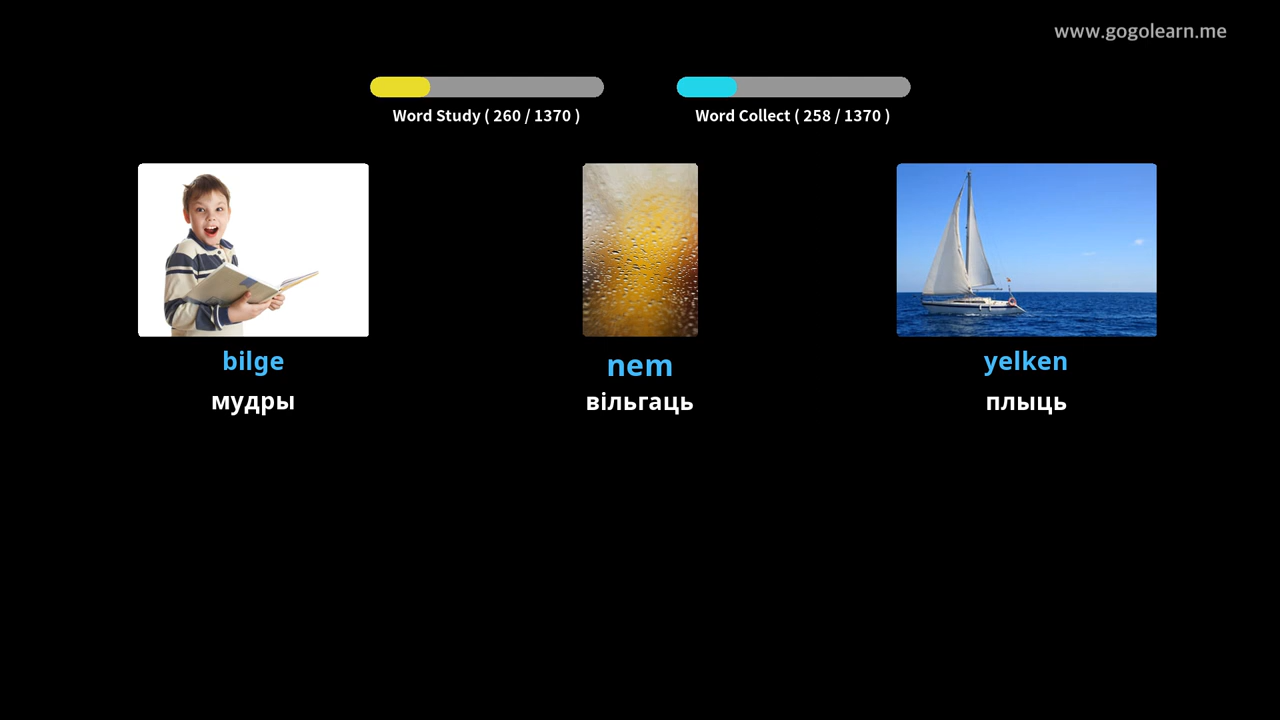 www.gogolearn.me
Word Study ( 260 / 1370 )
Word Collect ( 258 / 1370 )
bilge
nem
yelken
мудры
вільгаць
плыць